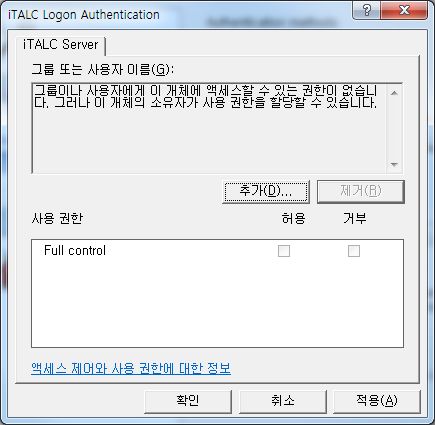 iTALC Logon Authentication
iTALC Server
그룹 또는 사용자 이름(G):
그룹이나 사용자에게 이 개체에 액세스할 수 있는 권한이 없습니
다. 그러나 이 개체의 소유자가 사용 권한을 할당할 수 있습니다.
추가(D)...
제거(R)
사용 권한 허용 거부
Full control
액세스 제어와 사용 권한에 대한 정보
확인 취소 적용(A)